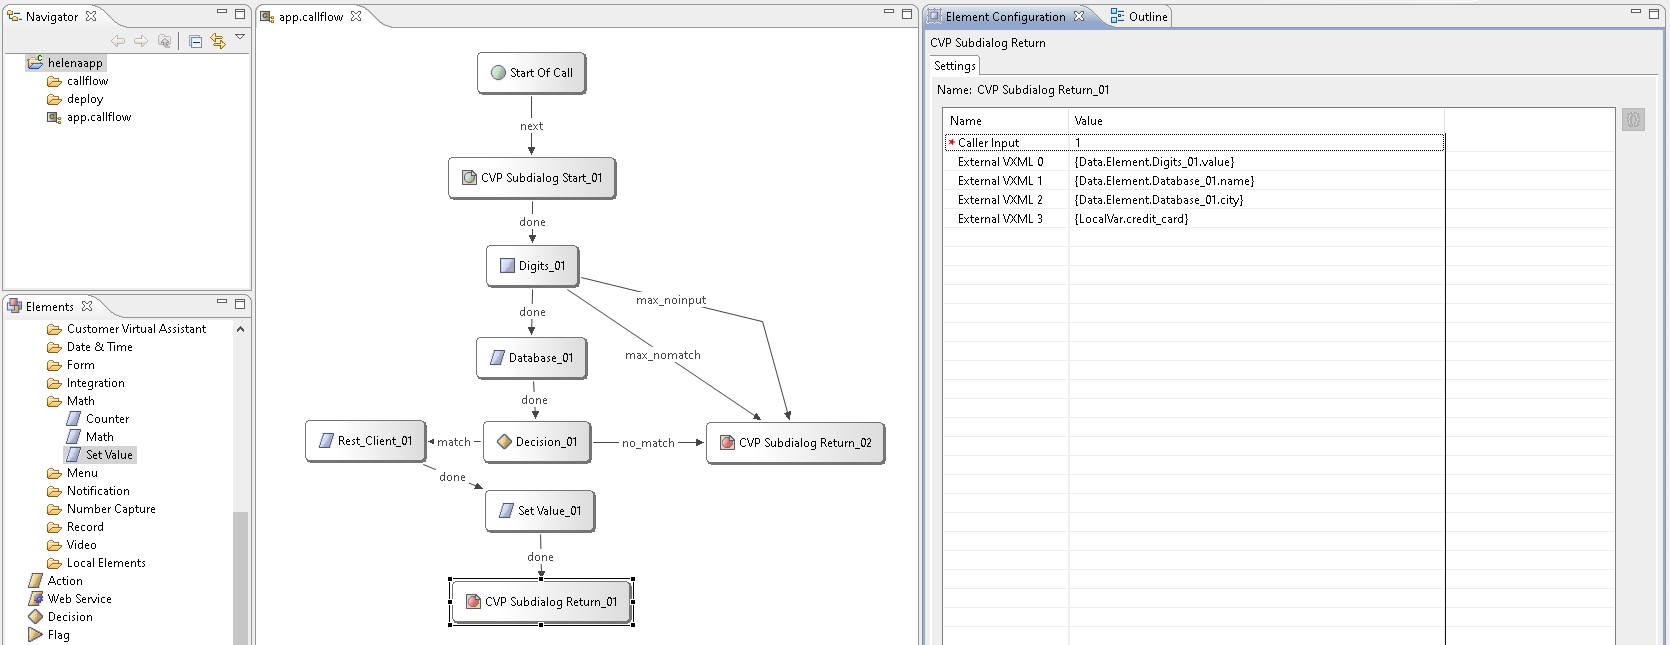 Navigator
helenaapp
callflow
deploy
app.callflow
Elements
Customer Virtual Assistant
Date & Time
Form
Integration
Math
Counter
Math
Set Value
Menu
Notification
Number Capture
Record
Video
Local Elements
Action
Web Service
Decision
Flag
app.callflow
Start Of Call
next
CVP Subdialog Start_01
done
Digits_01
max_noinput
done
max_nomatch
Database_01
done
Rest_Client_01
match
Decision_01
no_match
CVP Subdialog Return_02
done
Set Value_01
done
CVP Subdialog Return_01
Element Configuration
Outline
CVP Subdialog Return
Settings
Name: CVP Subdialog Return_01
Name Value
* Caller Input 1
External VXML 0 {Data.Element.Digits_01.value}
External VXML 1 {Data.Element.Database_01.name}
External VXML 2 {Data.Element.Database_01.city}
External VXML 3 {LocalVar.credit_card}